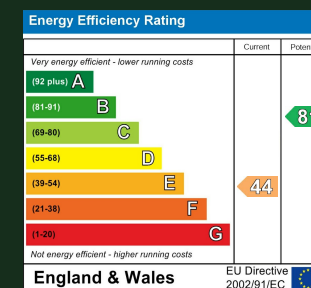 Energy Efficiency Rating
Current
Very energy efficient - lower running costs
(92 plus) A
(81-91) B
(69-80) C
(55-68) D
(39-54) E
44
(21-38) F
(1-20) G
Not energy efficient - higher running costs
England & Wales
EU Directive
2002/91/EC